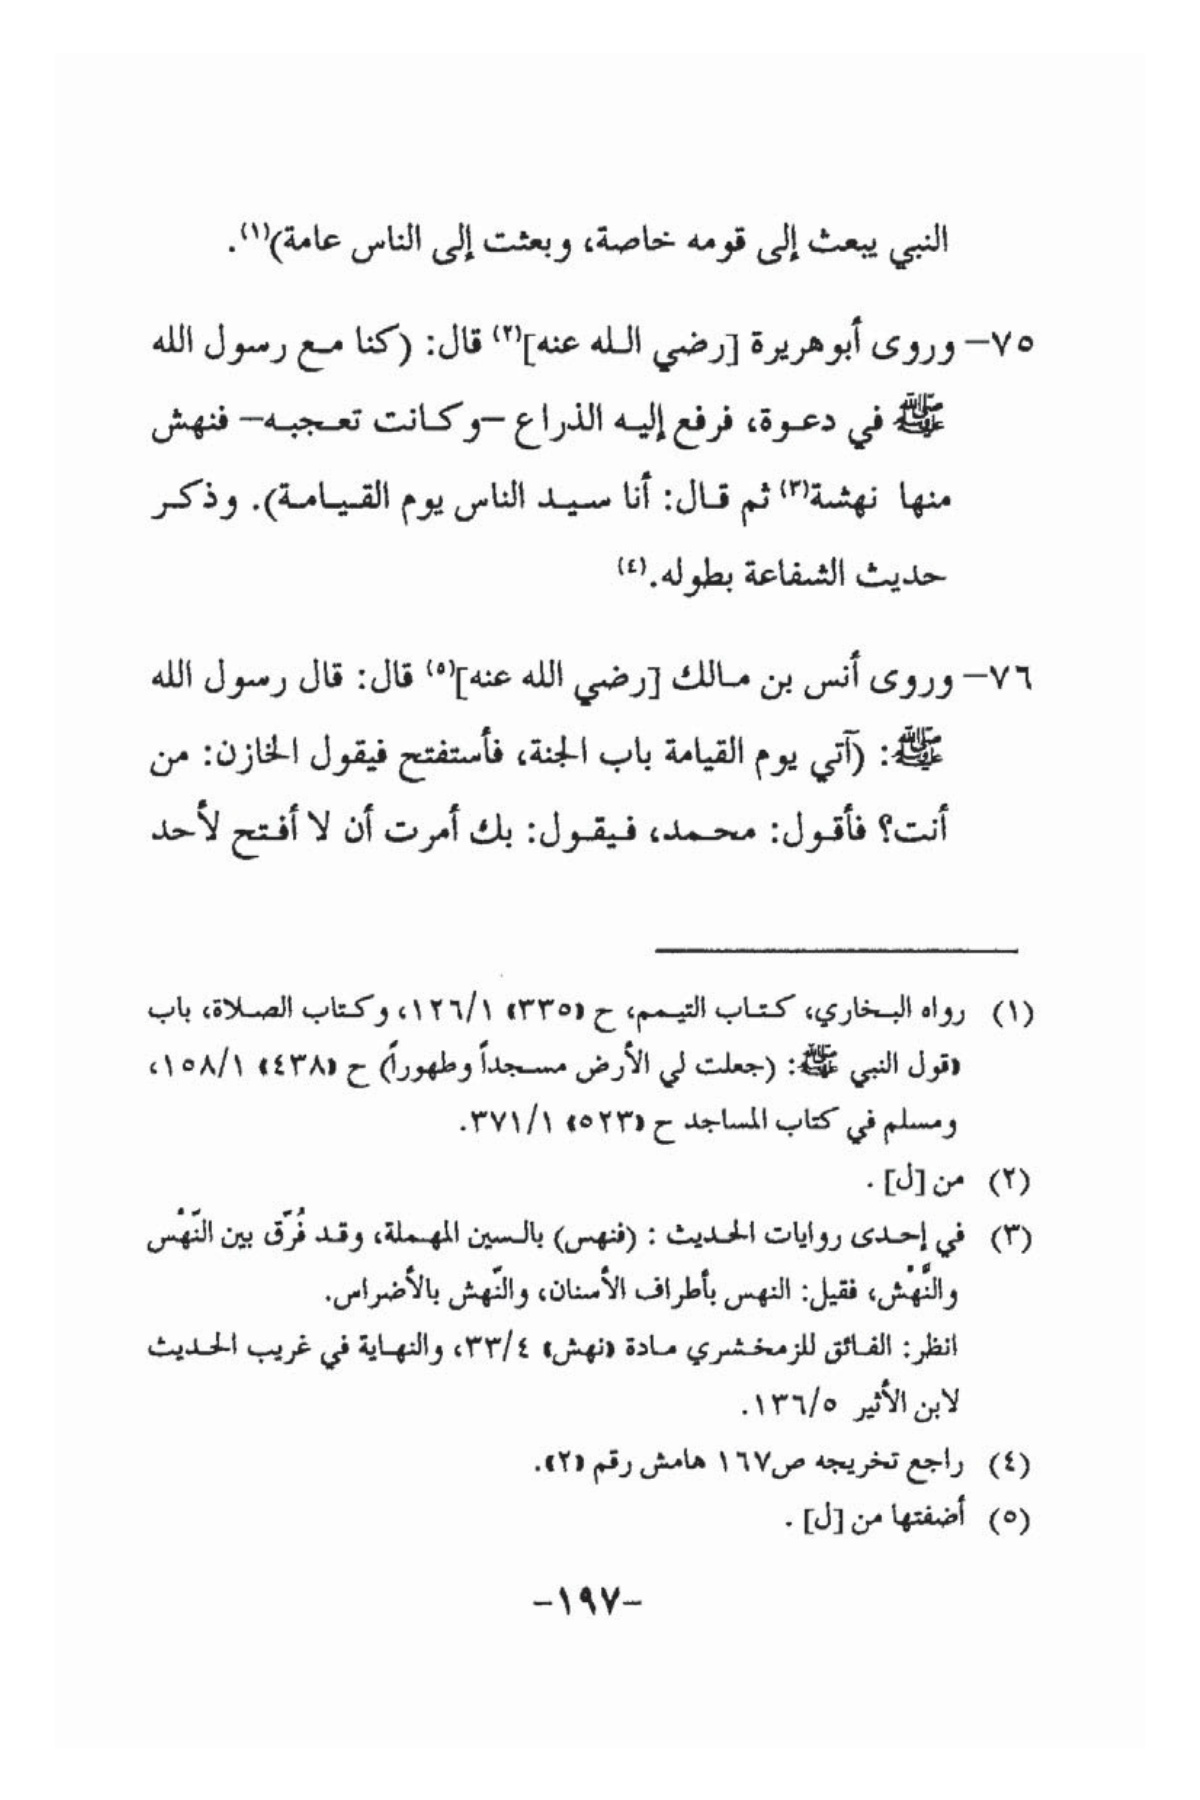 النبي يبعث إلى قومه خاصة، وبعثت إلى الناس عامة)(١).
٧٥- وروى أبوهريرة [رضي الله عنه](٢) قال: (كنا مع رسول الله
ﷺ في دعوة، فرفع إليه الذراع -وكانت تعجبه- فنهش
منها نهشة(٣) ثم قال: أنا سيد الناس يوم القيامة). وذكر
حديث الشفاعة بطوله.(٤)
٧٦- وروى أنس بن مالك [رضي الله عنه](٥) قال: قال رسول الله
ﷺ: (آتي يوم القيامة باب الجنة، فأستفتح فيقول الخازن: من
أنت؟ فأقول: محمد، فيقول: بك أمرت أن لا أفتح لأحد
(١) رواه البخاري، كتاب التيمم، ح «٣٣٥» ١/١٢٦، وكتاب الصلاة، باب
«قول النبي ﷺ: (جعلت لي الأرض مسجداً وطهوراً) ح «٤٣٨» ١/١٥٨،
ومسلم في كتاب المساجد ح «٥٢٣» ١/٣٧١.
(٢) من [ل] .
(٣) في إحدى روايات الحديث : (فنهس) بالسين المهملة، وقد فُرّق بين النّهْس
والنَّهْش، فقيل: النهس بأطراف الأسنان، والنّهش بالأضراس.
انظر: الفائق للزمخشري مادة «نهش» ٤/٣٣، والنهاية في غريب الحديث
لابن الأثير ٥/١٣٦.
(٤) راجع تخريجه ص١٦٧ هامش رقم «٢».
(٥) أضفتها من [ل] .
-١٩٧-